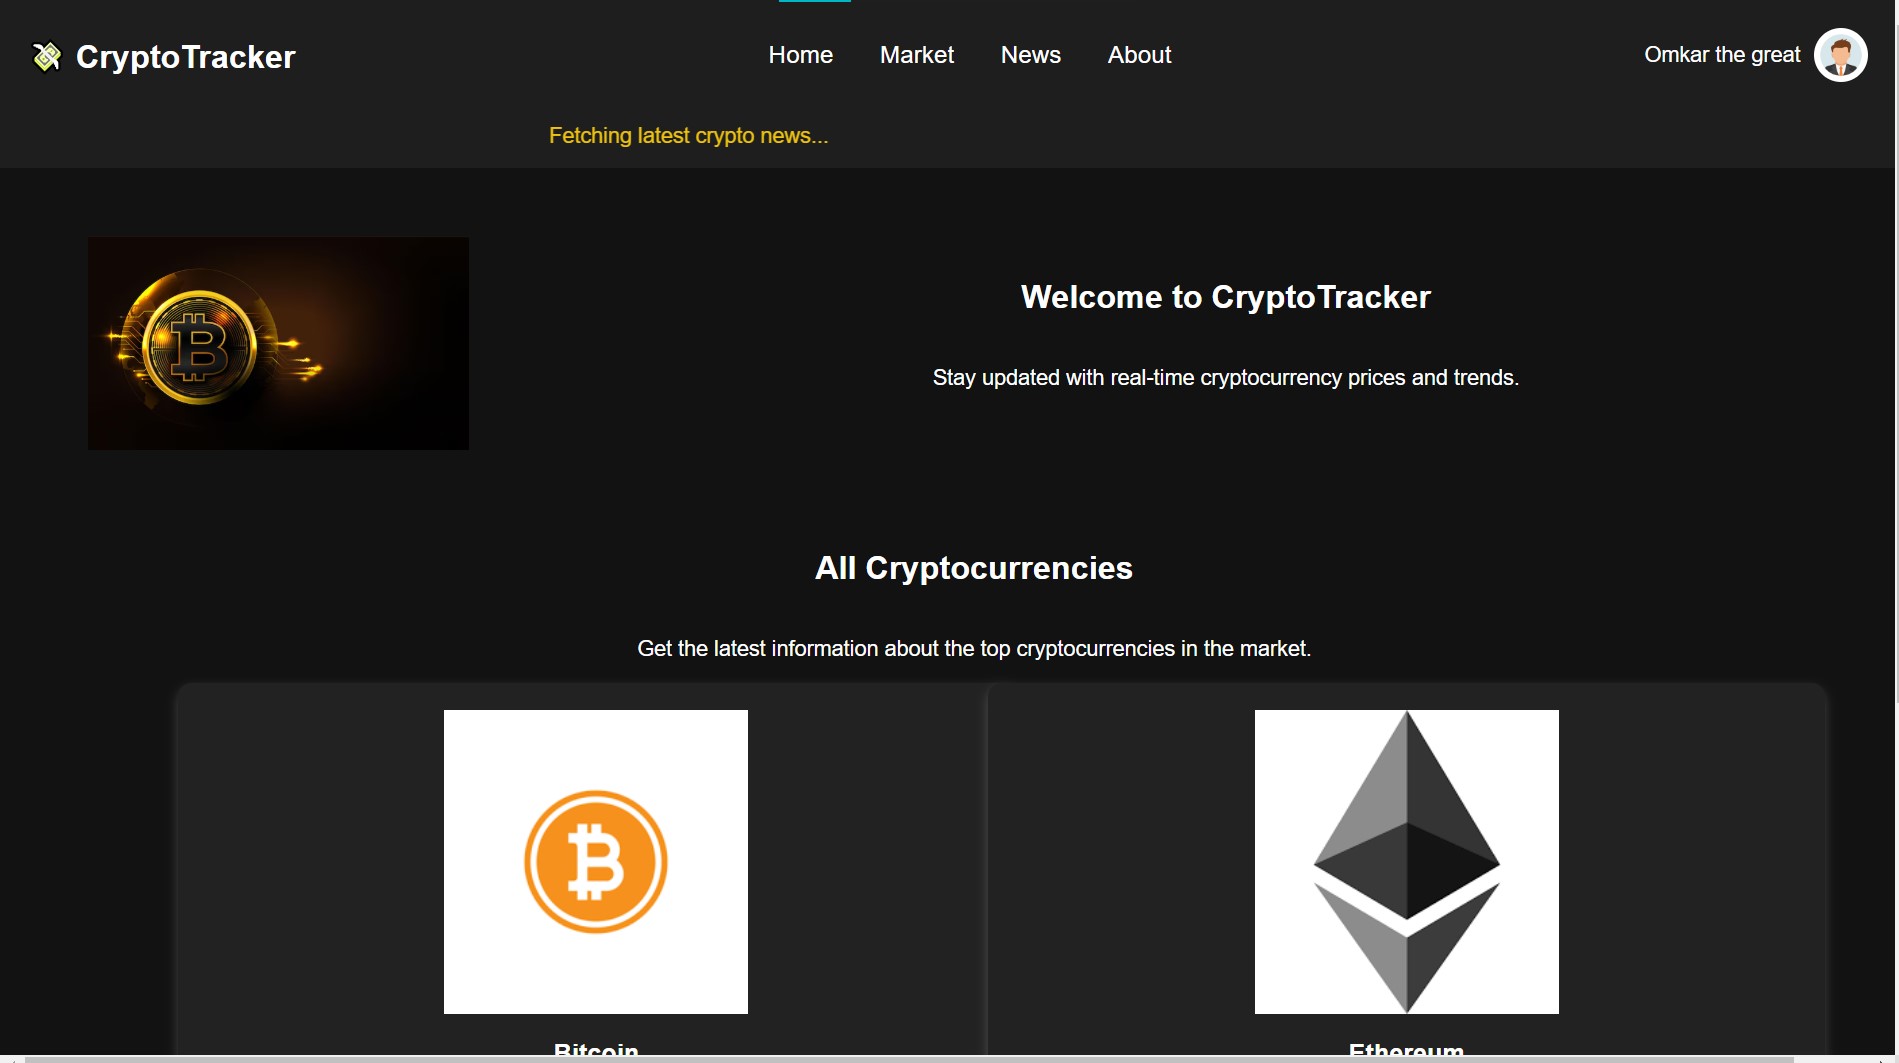 CryptoTracker
Home Market News About
Omkar the great
Fetching latest crypto news...
Welcome to CryptoTracker
Stay updated with real-time cryptocurrency prices and trends.
All Cryptocurrencies
Get the latest information about the top cryptocurrencies in the market.
Bitcoin
Ethereum